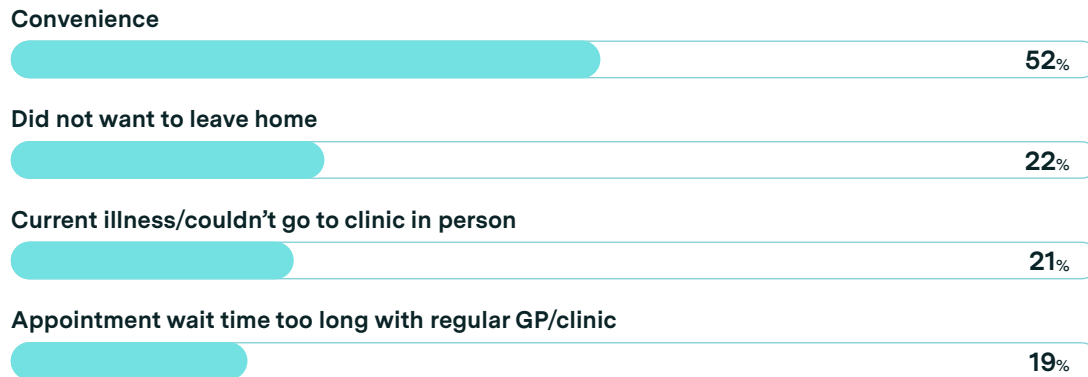 Convenience
52%
Did not want to leave home
22%
Current illness/couldn’t go to clinic in person
21%
Appointment wait time too long with regular GP/clinic
19%